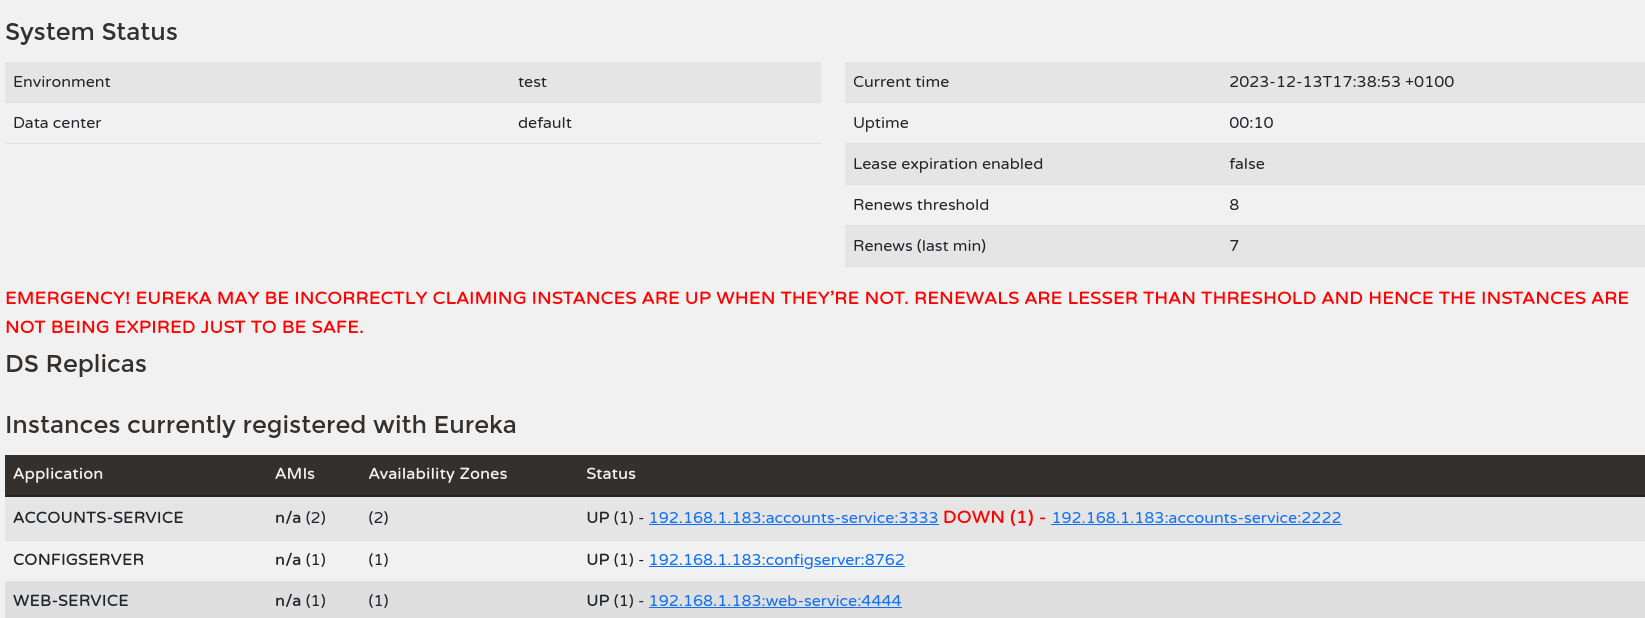 System Status
Environment test
Data center default
Current time 2023-12-13T17:38:53 +0100
Uptime 00:10
Lease expiration enabled false
Renews threshold 8
Renews (last min) 7
EMERGENCY! EUREKA MAY BE INCORRECTLY CLAIMING INSTANCES ARE UP WHEN THEY'RE NOT. RENEWALS ARE LESSER THAN THRESHOLD AND HENCE THE INSTANCES ARE
NOT BEING EXPIRED JUST TO BE SAFE.
DS Replicas
Instances currently registered with Eureka
Application AMIs Availability Zones Status
ACCOUNTS-SERVICE n/a (2) (2) UP (1) - 192.168.1.183:accounts-service:3333 DOWN (1) - 192.168.1.183:accounts-service:2222
CONFIGSERVER n/a (1) (1) UP (1) - 192.168.1.183:configserver:8762
WEB-SERVICE n/a (1) (1) UP (1) - 192.168.1.183:web-service:4444